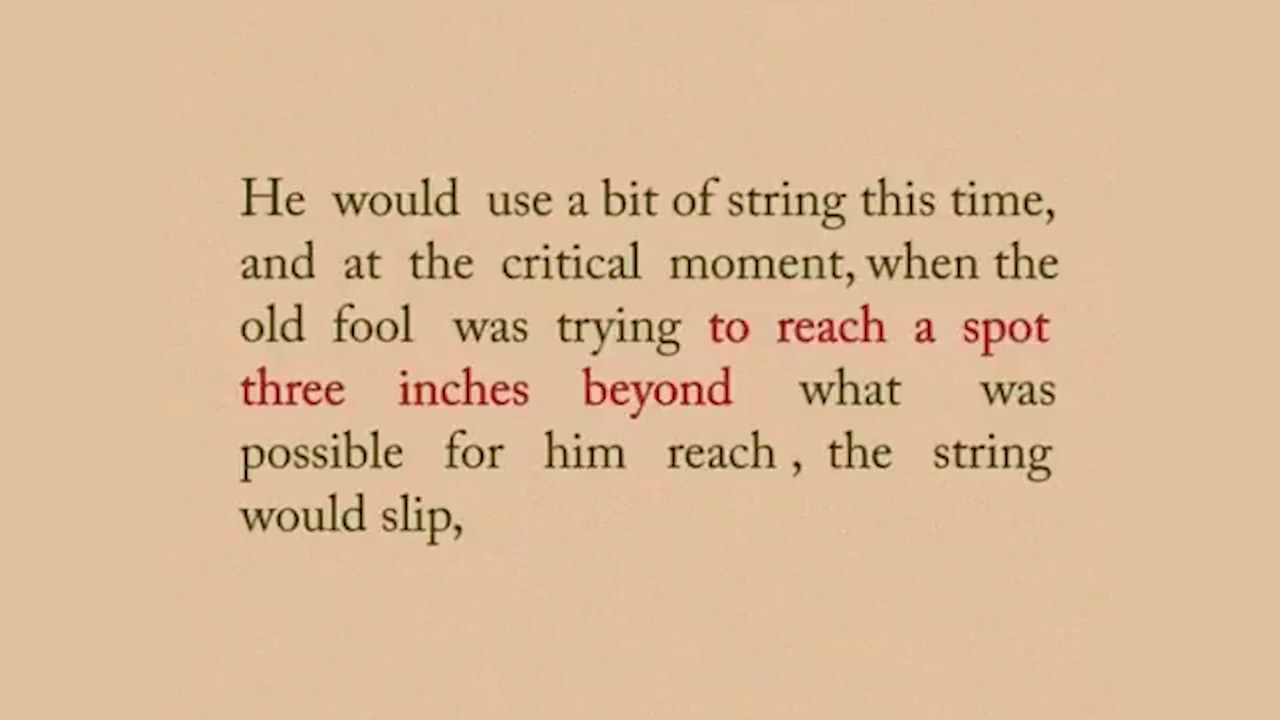 He would use a bit of string this time,
and at the critical moment, when the
old fool was trying to reach a spot
three inches beyond what was
possible for him reach , the string
would slip,